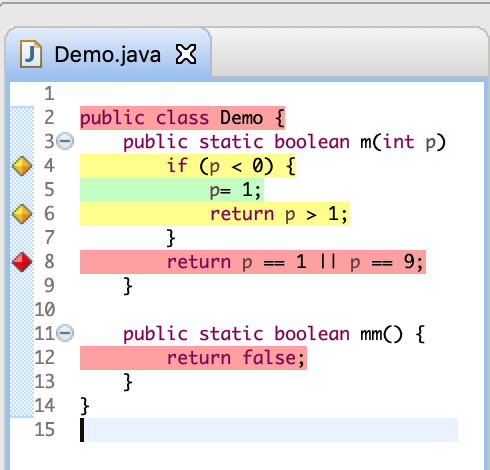 Demo.java
1
2 public class Demo {
3 public static boolean m(int p)
4 if (p < 0) {
5 p= 1;
6 return p > 1;
7 }
8 return p == 1 || p == 9;
9 }
10
11 public static boolean mm() {
12 return false;
13 }
14 }
15